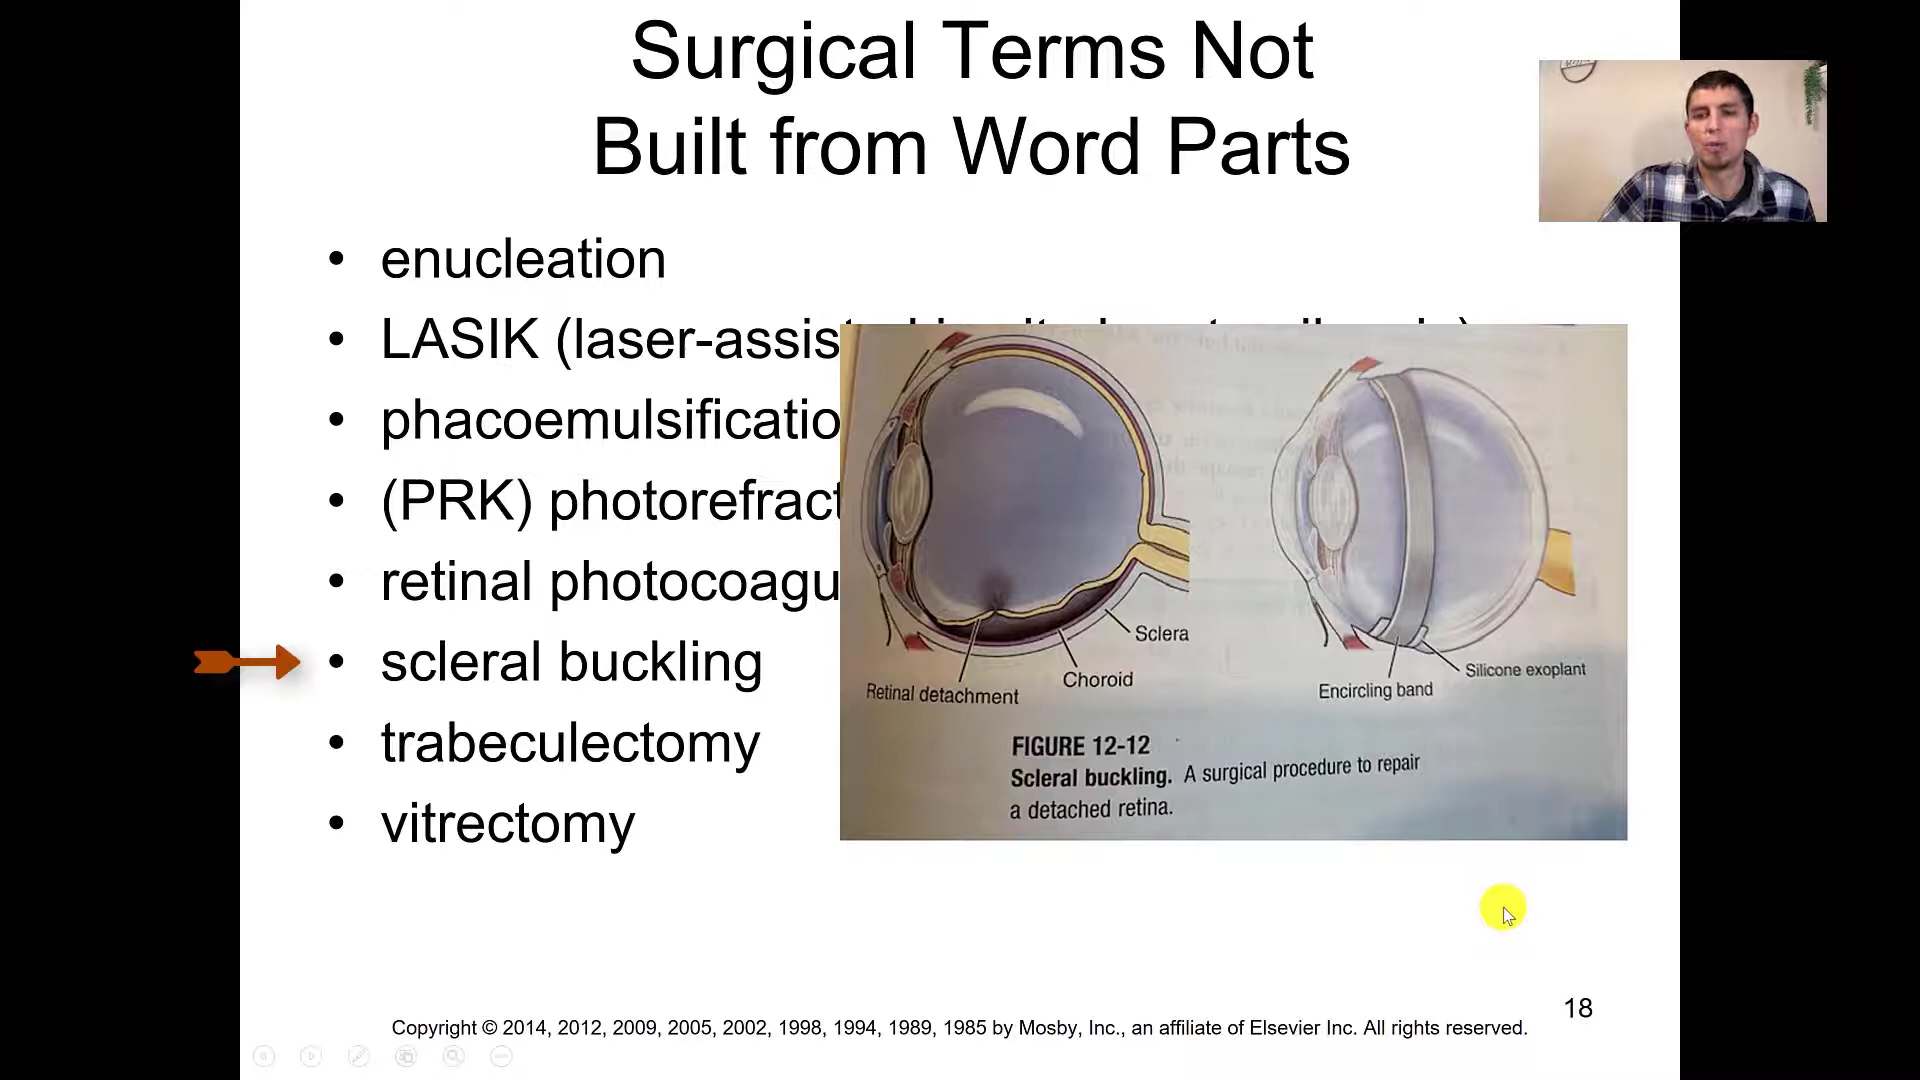 Surgical Terms Not
Built from Word Parts
• enucleation
• LASIK (laser-assis
• phacoemulsificatio
• (PRK) photorefract
• retinal photocoagu
• scleral buckling
• trabeculectomy
• vitrectomy
Sclera
Choroid
Retinal detachment
Silicone exoplant
Encircling band
FIGURE 12-12
Scleral buckling. A surgical procedure to repair
a detached retina.
18
Copyright © 2014, 2012, 2009, 2005, 2002, 1998, 1994, 1989, 1985 by Mosby, Inc., an affiliate of Elsevier Inc. All rights reserved.